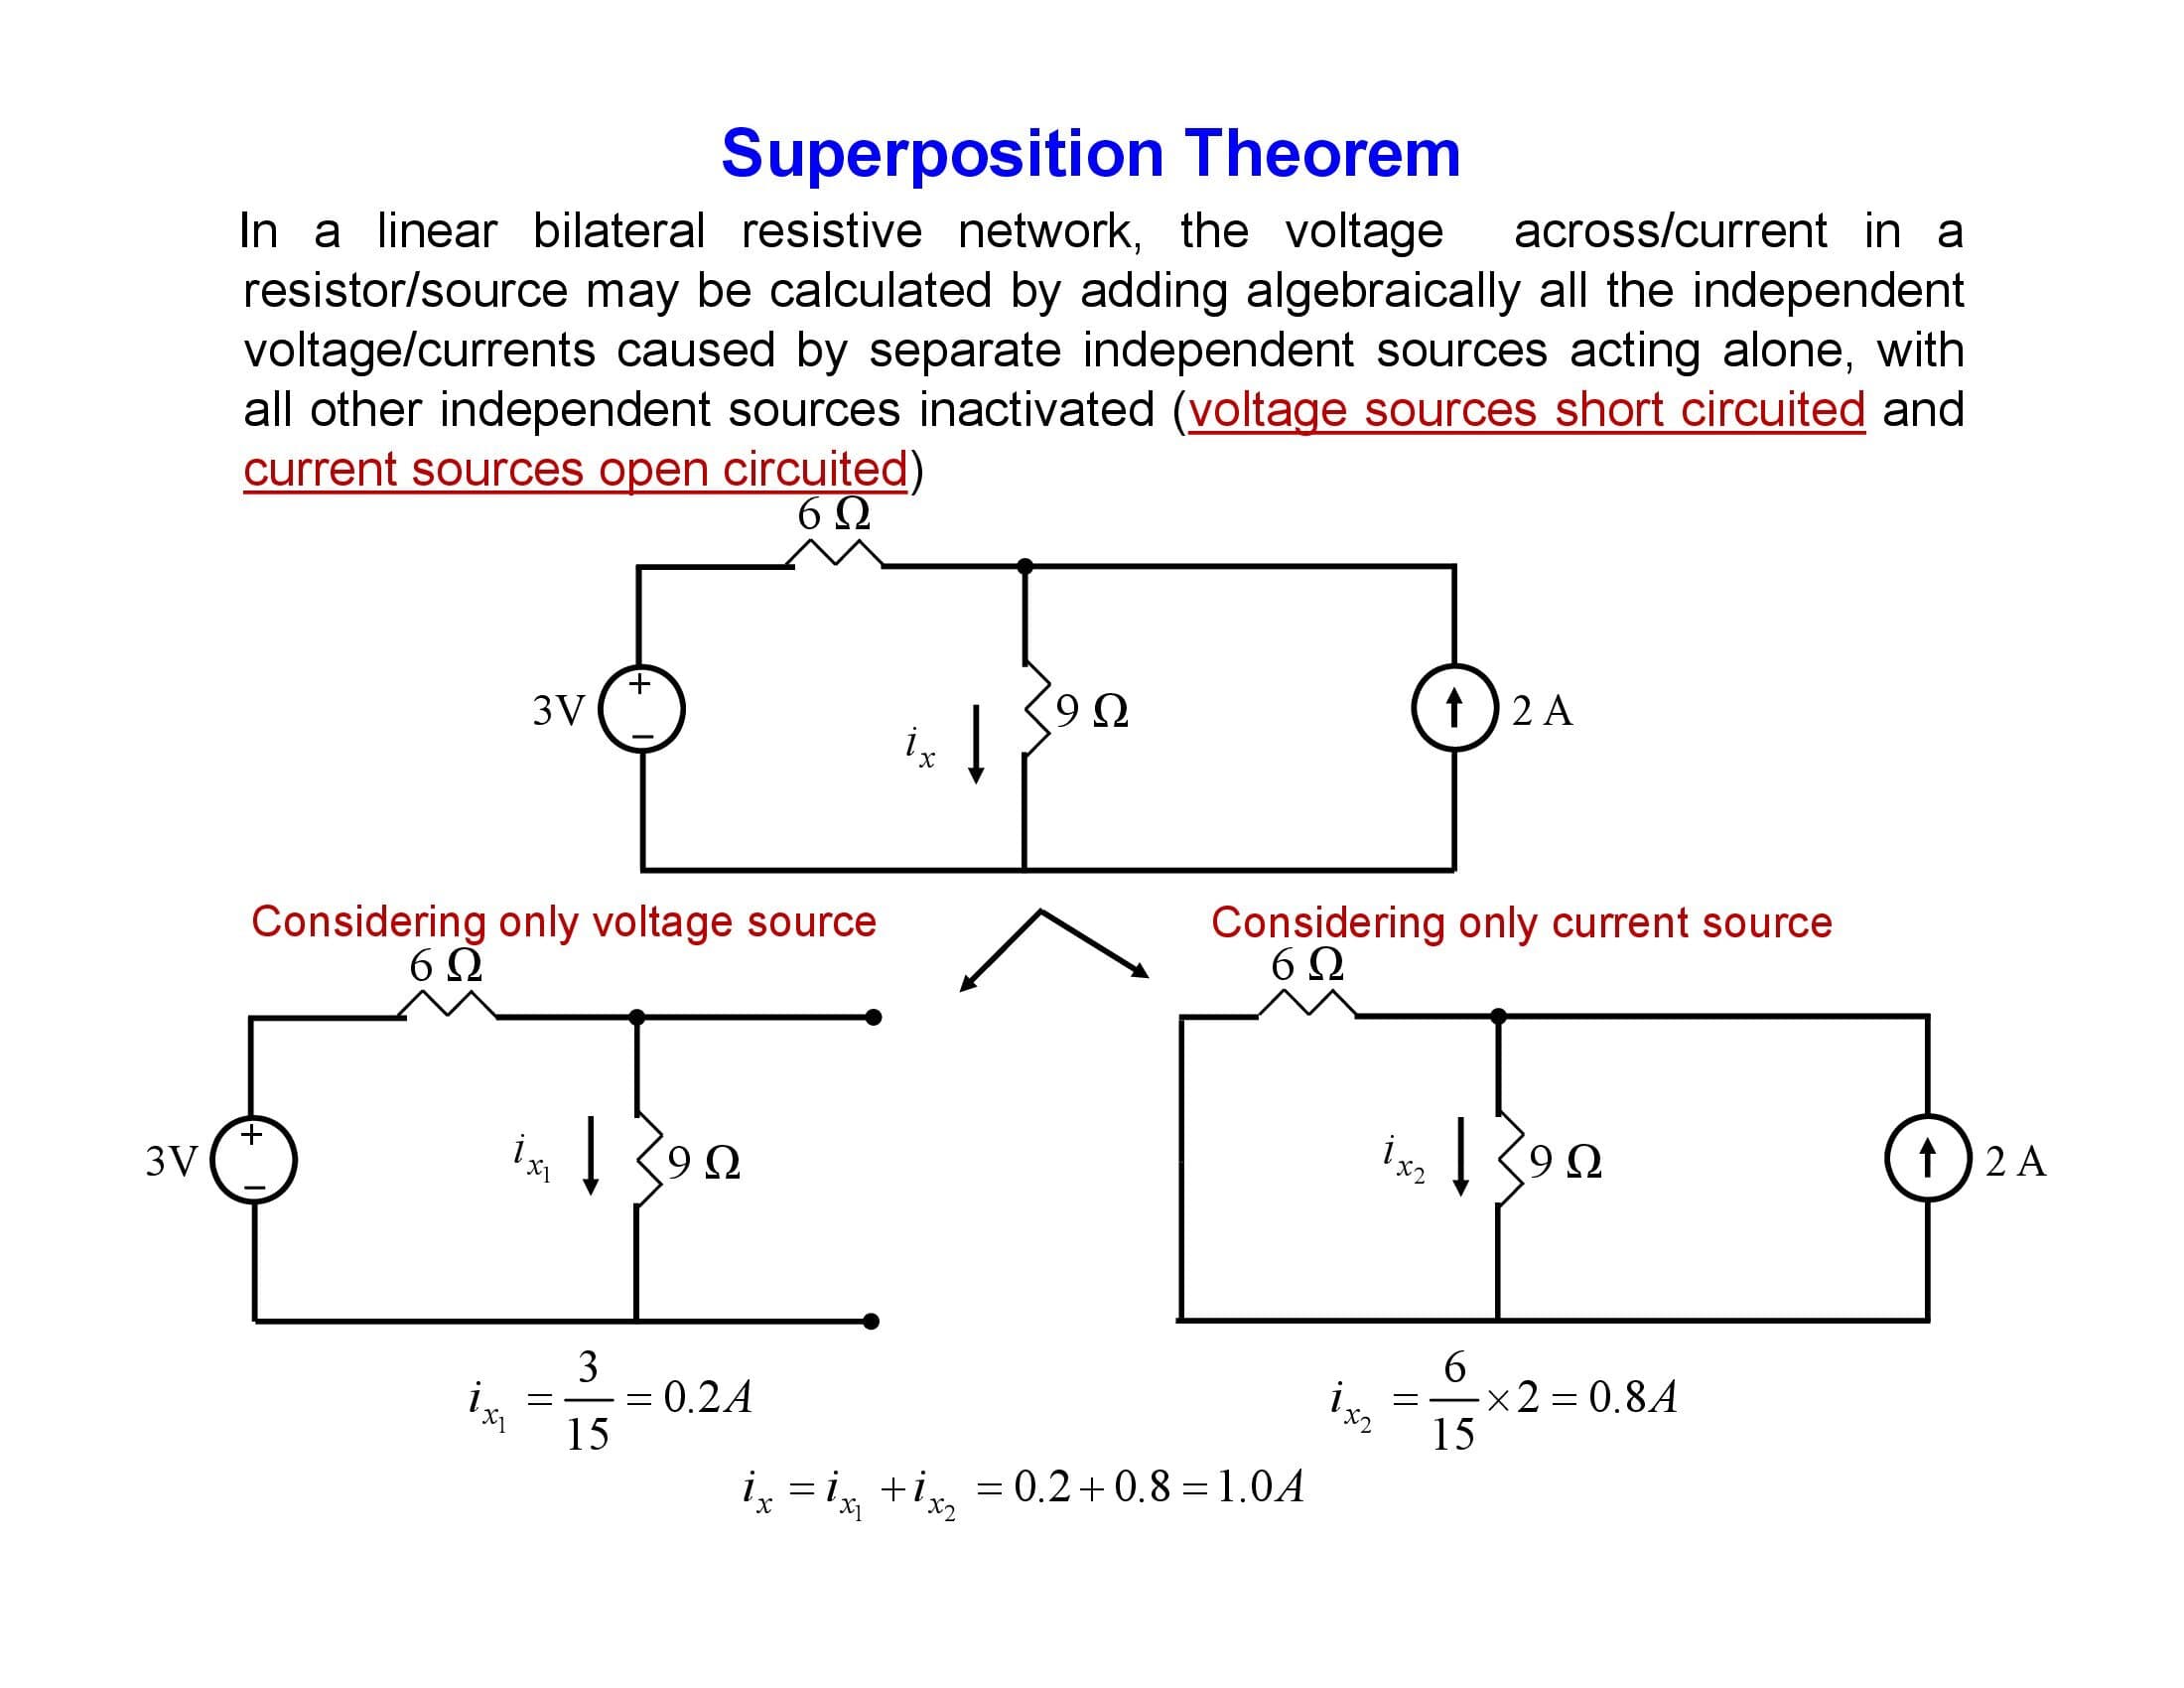 Superposition Theorem
In a linear bilateral resistive network, the voltage across/current in a
resistor/source may be calculated by adding algebraically all the independent
voltage/currents caused by separate independent sources acting alone, with
all other independent sources inactivated (voltage sources short circuited and
current sources open circuited)
6 Ω
3V
+
−
i_x
9 Ω
2 A
Considering only voltage source
Considering only current source
6 Ω
6 Ω
3V
+
−
i_{x_1}
9 Ω
i_{x_2}
9 Ω
2 A
i_{x_1} = 3/15 = 0.2A
i_{x_2} = 6/15 × 2 = 0.8A
i_x = i_{x_1} + i_{x_2} = 0.2 + 0.8 = 1.0A